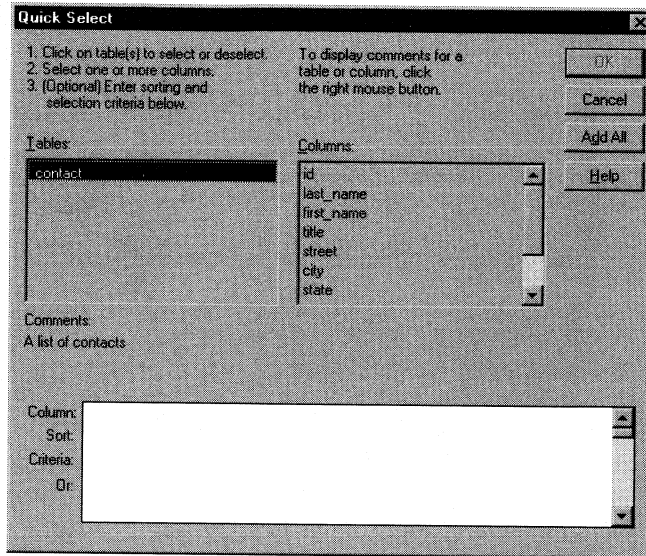 Quick Select
1. Click on table(s) to select or deselect.
2. Select one or more columns.
3. (Optional) Enter sorting and
selection criteria below.
To display comments for a
table or column, click
the right mouse button.
OK
Cancel
Add All
Help
Tables:
contact
Columns:
id
last_name
first_name
title
street
city
state
Comments:
A list of contacts
Column:
Sort:
Criteria:
Or: